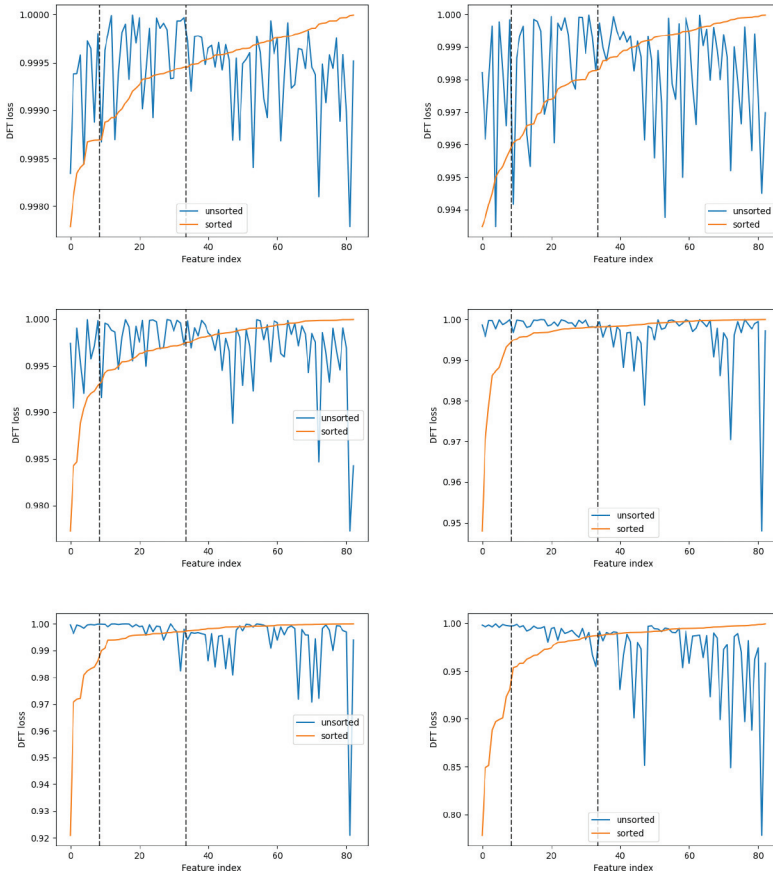 1.0000
0.9995
0.9990
0.9985
0.9980
DFT loss
0 20 40 60 80
Feature index
unsorted
sorted
1.000
0.999
0.998
0.997
0.996
0.995
0.994
DFT loss
0 20 40 60 80
Feature index
unsorted
sorted
1.000
0.995
0.990
0.985
0.980
DFT loss
0 20 40 60 80
Feature index
unsorted
sorted
1.00
0.99
0.98
0.97
0.96
0.95
DFT loss
0 20 40 60 80
Feature index
unsorted
sorted
1.00
0.99
0.98
0.97
0.96
0.95
0.94
0.93
0.92
DFT loss
0 20 40 60 80
Feature index
unsorted
sorted
1.00
0.95
0.90
0.80
DFT loss
0 20 40 60 80
Feature index
unsorted
sorted